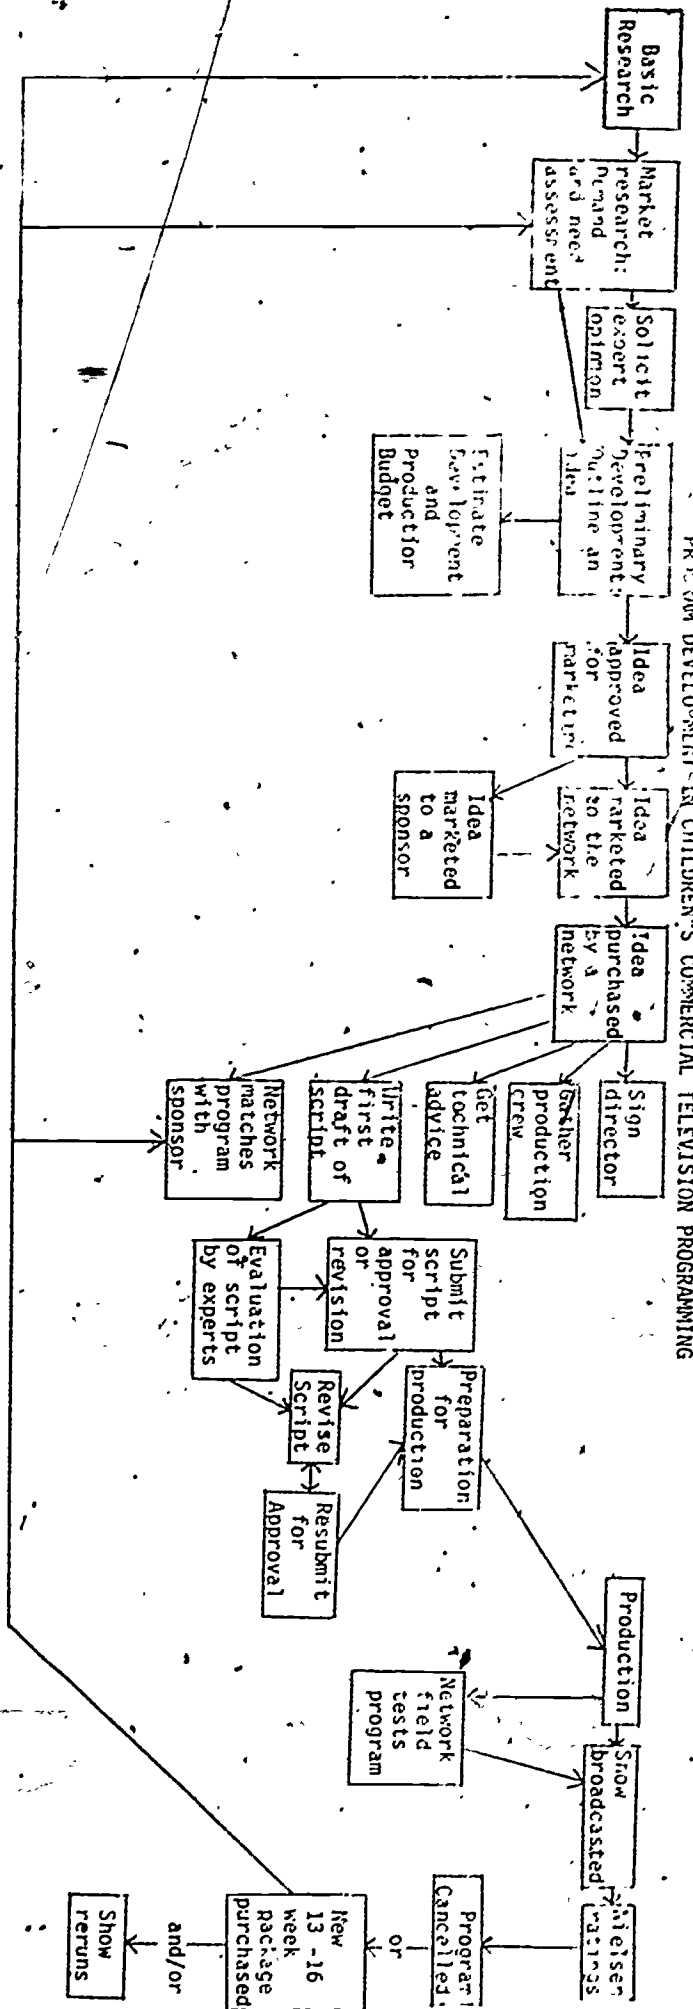 PROGRAM DEVELOPMENT IN CHILDREN'S COMMERCIAL TELEVISION PROGRAMMING
Basic
Research
Market
research:
Demand
and need
assessment
Solicit
expert
opinion
Preliminary
Development:
Outline an
idea
Estimate
Development
and
Production
Budget
Idea
approved
for
marketing
Idea
marketed
to a
sponsor
Idea
marketed
to the
network
Idea
purchased
by a
network
Sign
director
Gather
production
crew
Get
technical
advice
Write
first
draft of
script
Network
matches
program
with
sponsor
Submit
script
for
approval
or
revision
Evaluation
of script
by experts
Revise
Script
Resubmit
for
Approval
Preparation
for
production
Production
Network
field
tests
program
Show
broadcasted
Nielsen
ratings
Program
Cancelled
or
New
13 -16
week
package
purchased
and/or
Show
reruns